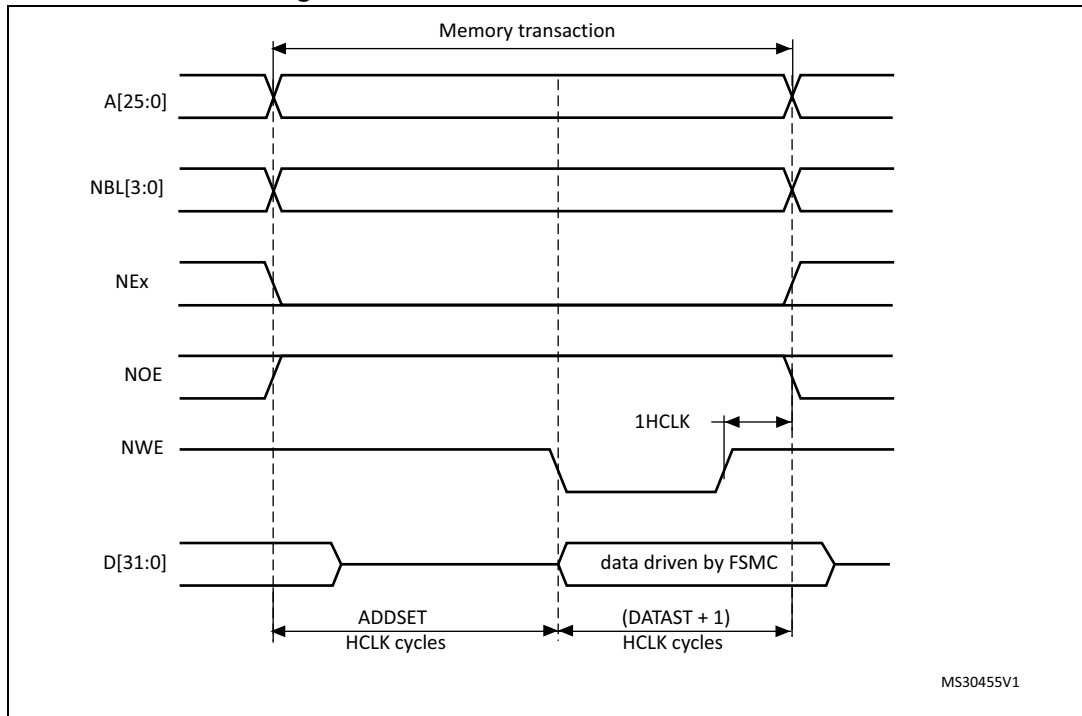 Memory transaction
A[25:0]
NBL[3:0]
NEx
NOE
1HCLK
NWE
D[31:0]
data driven by FSMC
ADDSET
HCLK cycles
(DATAST + 1)
HCLK cycles
MS30455V1